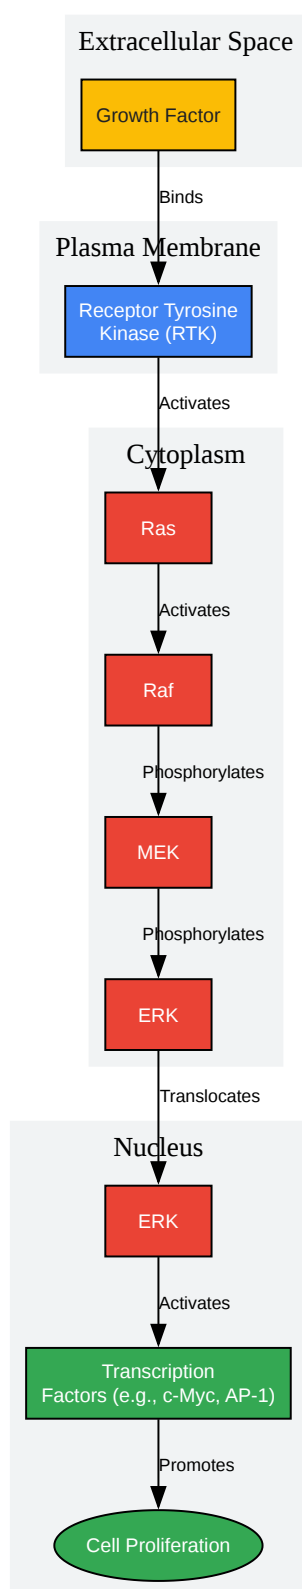 Extracellular Space
Growth Factor
Binds
Plasma Membrane
Receptor Tyrosine
Kinase (RTK)
Activates
Cytoplasm
Ras
Activates
Raf
Phosphorylates
MEK
Phosphorylates
ERK
Translocates
Nucleus
ERK
Activates
Transcription
Factors (e.g., c-Myc, AP-1)
Promotes
Cell Proliferation